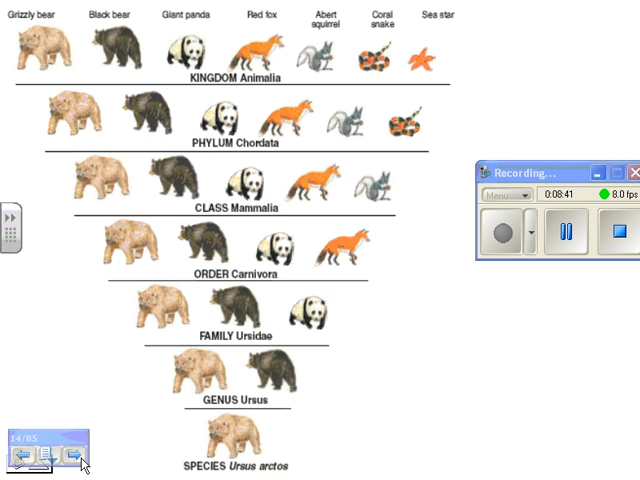 Grizzly bear Black bear Giant panda Red fox Abert squirrel Coral snake Sea star
KINGDOM Animalia
PHYLUM Chordata
CLASS Mammalia
ORDER Carnivora
FAMILY Ursidae
GENUS Ursus
SPECIES Ursus arctos
Recording...
Menu 0:08:41 8.0 fps
14/85